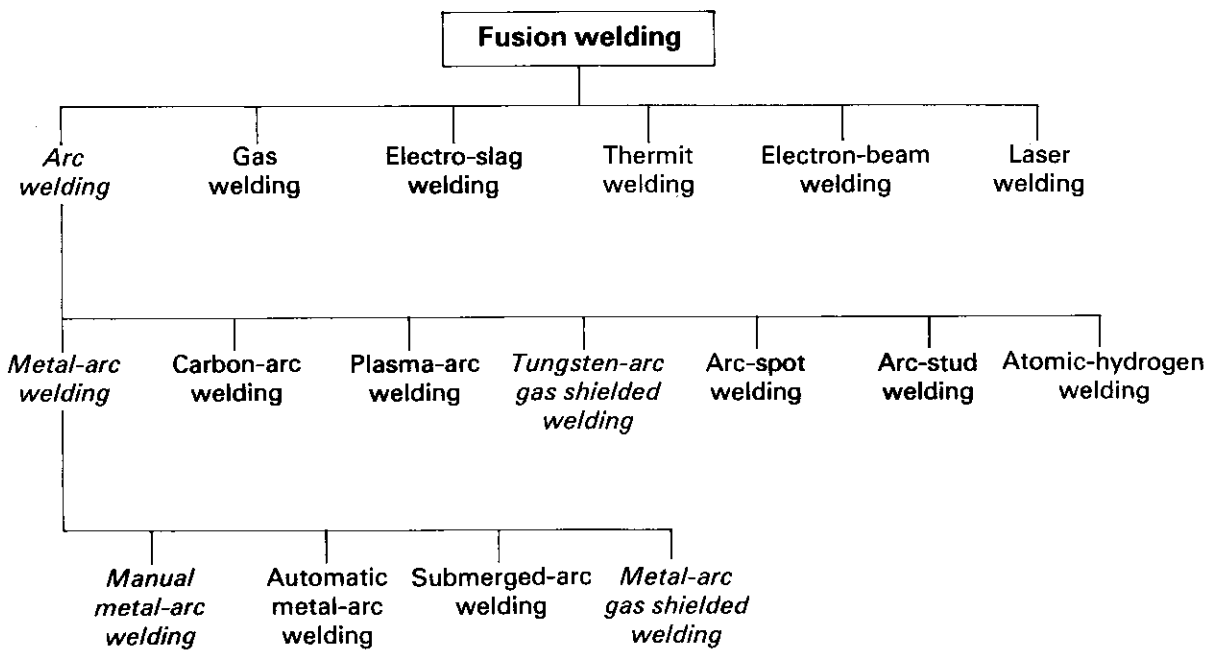 Fusion welding
Arc
welding
Gas
welding
Electro-slag
welding
Thermit
welding
Electron-beam
welding
Laser
welding
Metal-arc
welding
Carbon-arc
welding
Plasma-arc
welding
Tungsten-arc
gas shielded
welding
Arc-spot
welding
Arc-stud
welding
Atomic-hydrogen
welding
Manual
metal-arc
welding
Automatic
metal-arc
welding
Submerged-arc
welding
Metal-arc
gas shielded
welding